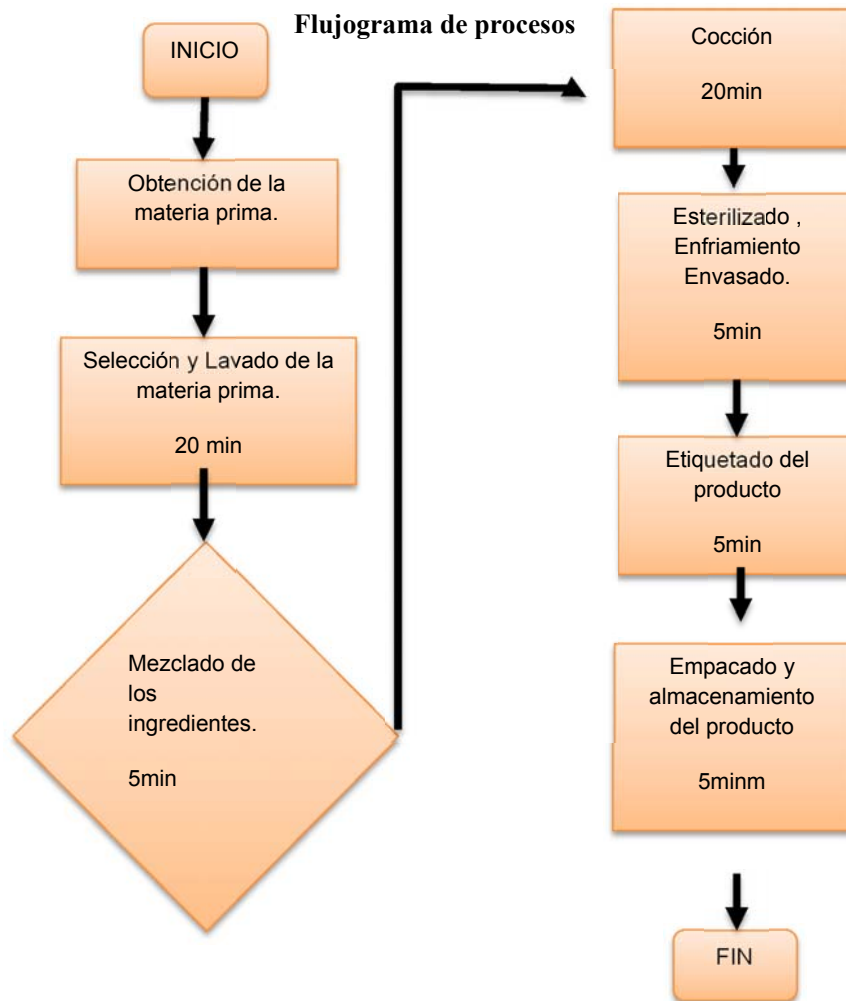 Flujograma de procesos
INICIO
Obtención de la
materia prima.
Selección y Lavado de la
materia prima.
20 min
Mezclado de
los
ingredientes.
5min
Cocción
20min
Esterilizado ,
Enfriamiento
Envasado.
5min
Etiquetado del
producto
5min
Empacado y
almacenamiento
del producto
5minm
FIN